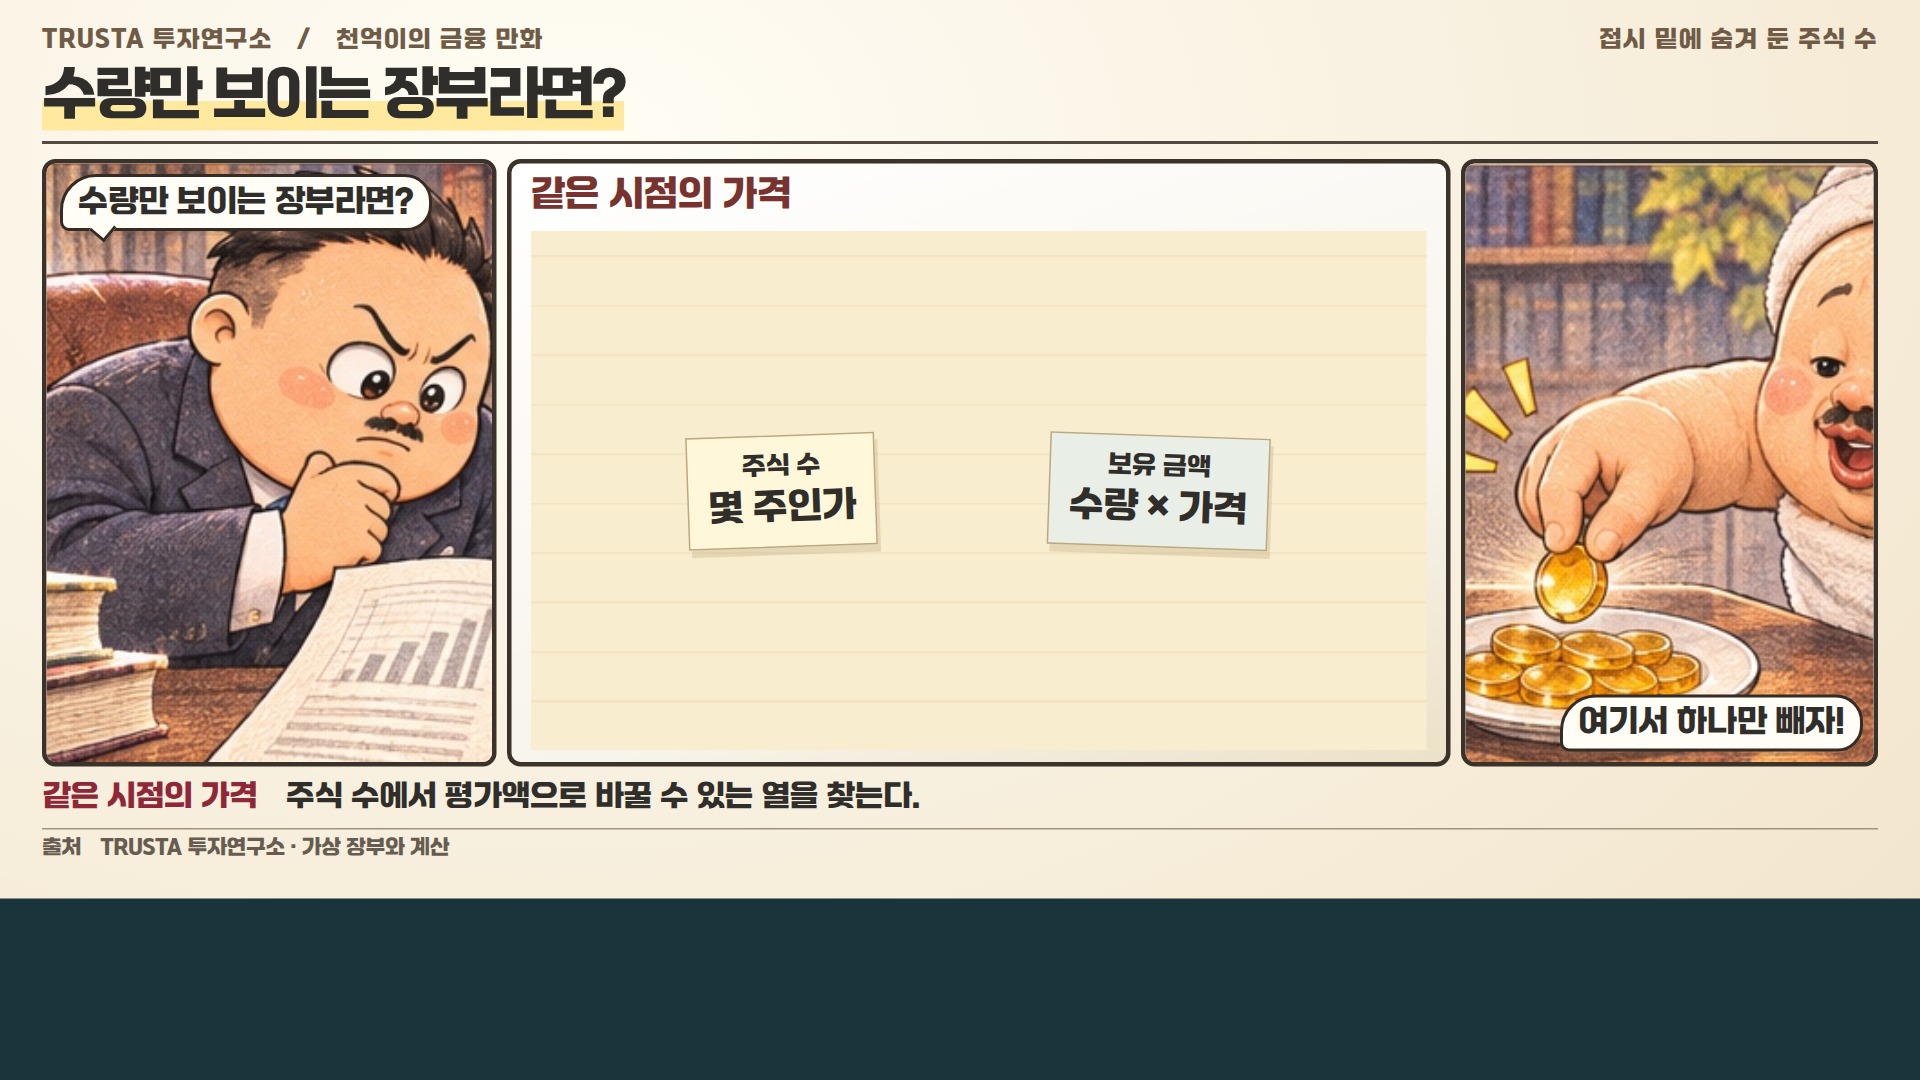 TRUSTA 투자연구소 / 천억이의 금융 만화
접시 밑에 숨겨 둔 주식 수
수량만 보이는 장부라면?
수량만 보이는 장부라면?
같은 시점의 가격
주식 수
몇 주인가
보유 금액
수량 × 가격
여기서 하나만 빼자!
같은 시점의 가격 주식 수에서 평가액으로 바꿀 수 있는 열을 찾는다.
출처 TRUSTA 투자연구소 · 가상 장부와 계산